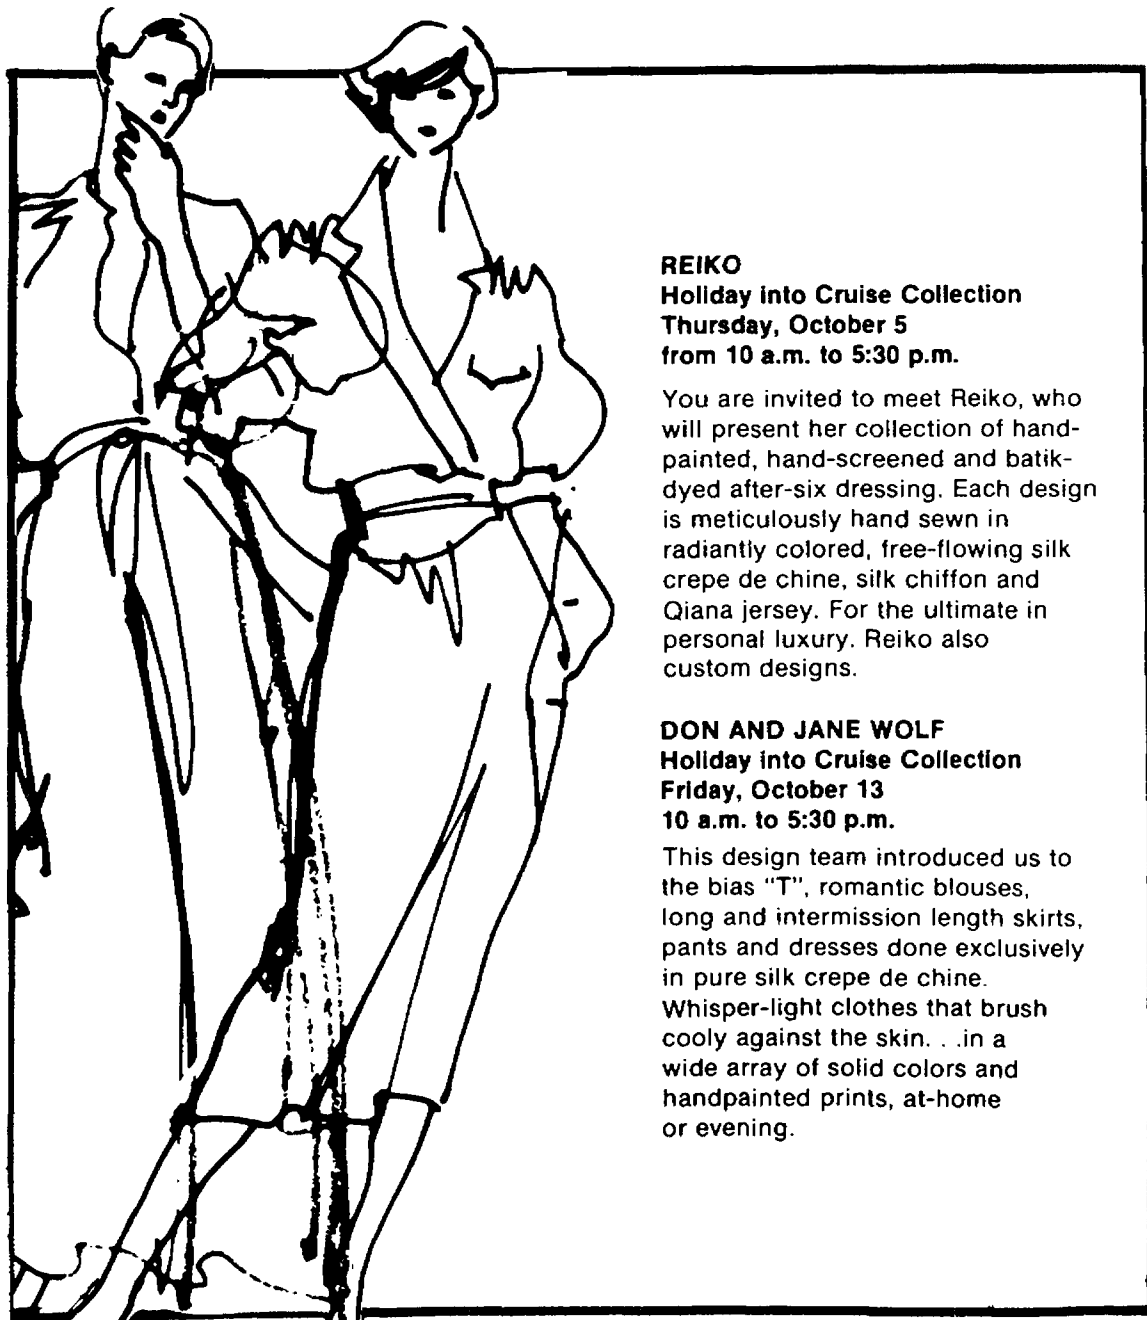 REIKO
Holiday into Cruise Collection
Thursday, October 5
from 10 a.m. to 5:30 p.m.
You are invited to meet Reiko, who
will present her collection of hand-
painted, hand-screened and batik-
dyed after-six dressing. Each design
is meticulously hand sewn in
radiantly colored, free-flowing silk
crepe de chine, silk chiffon and
Qiana jersey. For the ultimate in
personal luxury. Reiko also
custom designs.
DON AND JANE WOLF
Holiday into Cruise Collection
Friday, October 13
10 a.m. to 5:30 p.m.
This design team introduced us to
the bias "T", romantic blouses,
long and intermission length skirts,
pants and dresses done exclusively
in pure silk crepe de chine.
Whisper-light clothes that brush
cooly against the skin. . .in a
wide array of solid colors and
handpainted prints, at-home
or evening.